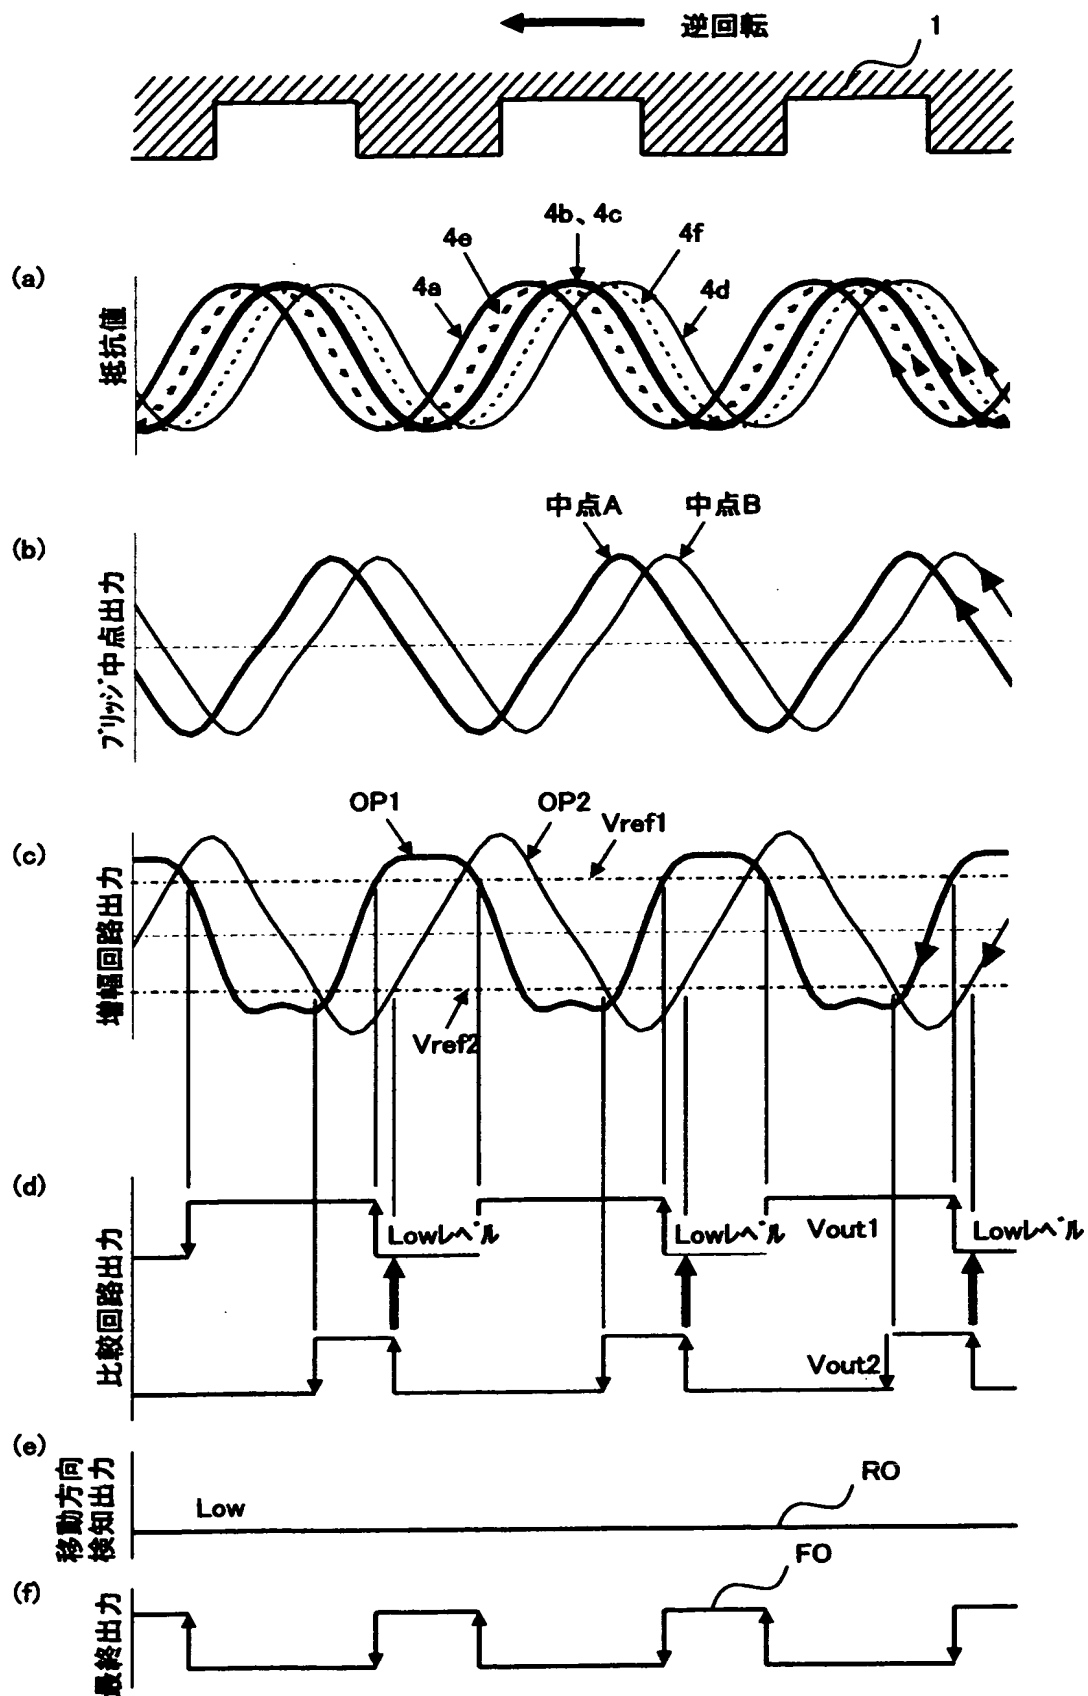 逆回転
1
4b、4c
4e
4f
(a)
4a
4d
抵抗値
中点A
中点B
(b)
ブリッジ中点出力
OP1
OP2
Vref1
(c)
増幅回路出力
Vref2
(d)
Lowレベル
Lowレベル
Vout1
Lowレベル
比較回路出力
Vout2
(e)
移動方向
検知出力
Low
RO
FO
(f)
最終出力